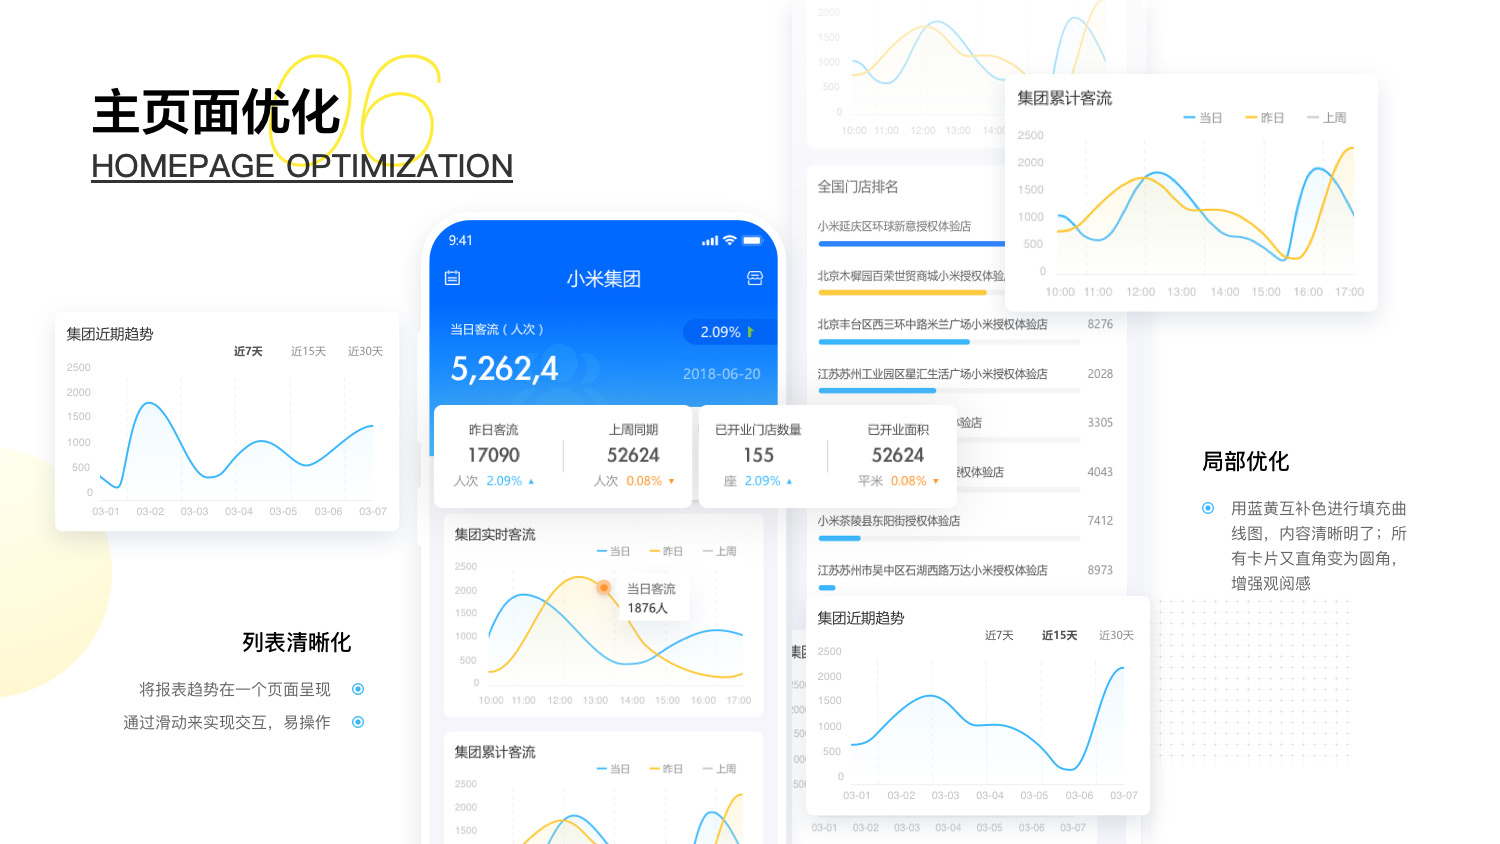 06
主页面优化
HOMEPAGE OPTIMIZATION
集团近期趋势
近7天 近15天 近30天
2500
2000
1500
1000
500
0
03-01 03-02 03-03 03-04 03-05 03-06 03-07
列表清晰化
将报表趋势在一个页面呈现
通过滑动来实现交互，易操作
9:41
小米集团
当日客流（人次）
2.09%
5,262,4
2018-06-20
昨日客流 上周同期
17090 52624
人次 2.09% 人次 0.08%
已开业门店数量 已开业面积
155 52624
座 2.09% 平米 0.08%
集团实时客流
当日 昨日 上周
2500
2000
1500
1000
500
0
当日客流
1876人
10:00 11:00 12:00 13:00 14:00 15:00 16:00 17:00
集团累计客流
当日 昨日 上周
2500
2000
1500
2000
1500
1000
500
0
10:00 11:00 12:00 13:00 14:00
全国门店排名
小米延庆区环球新意授权体验店
北京木樨园百荣世贸商城小米授权体验
北京丰台区西三环中路米兰广场小米授权体验店 8276
江苏苏州工业园区星汇生活广场小米授权体验店 2028
验店 3305
授权体验店 4043
小米茶陵县东阳街授权体验店 7412
江苏苏州市吴中区石湖西路万达小米授权体验店 8973
集团累计客流
当日 昨日 上周
2500
2000
1500
1000
500
0
10:00 11:00 12:00 13:00 14:00 15:00 16:00 17:00
集团近期趋势
近7天 近15天 近30天
2500
2000
1500
1000
500
0
03-01 03-02 03-03 03-04 03-05 03-06 03-07
03-01 03-02 03-03 03-04 03-05 03-06 03-07
局部优化
用蓝黄互补色进行填充曲
线图，内容清晰明了；所
有卡片又直角变为圆角，
增强观阅感